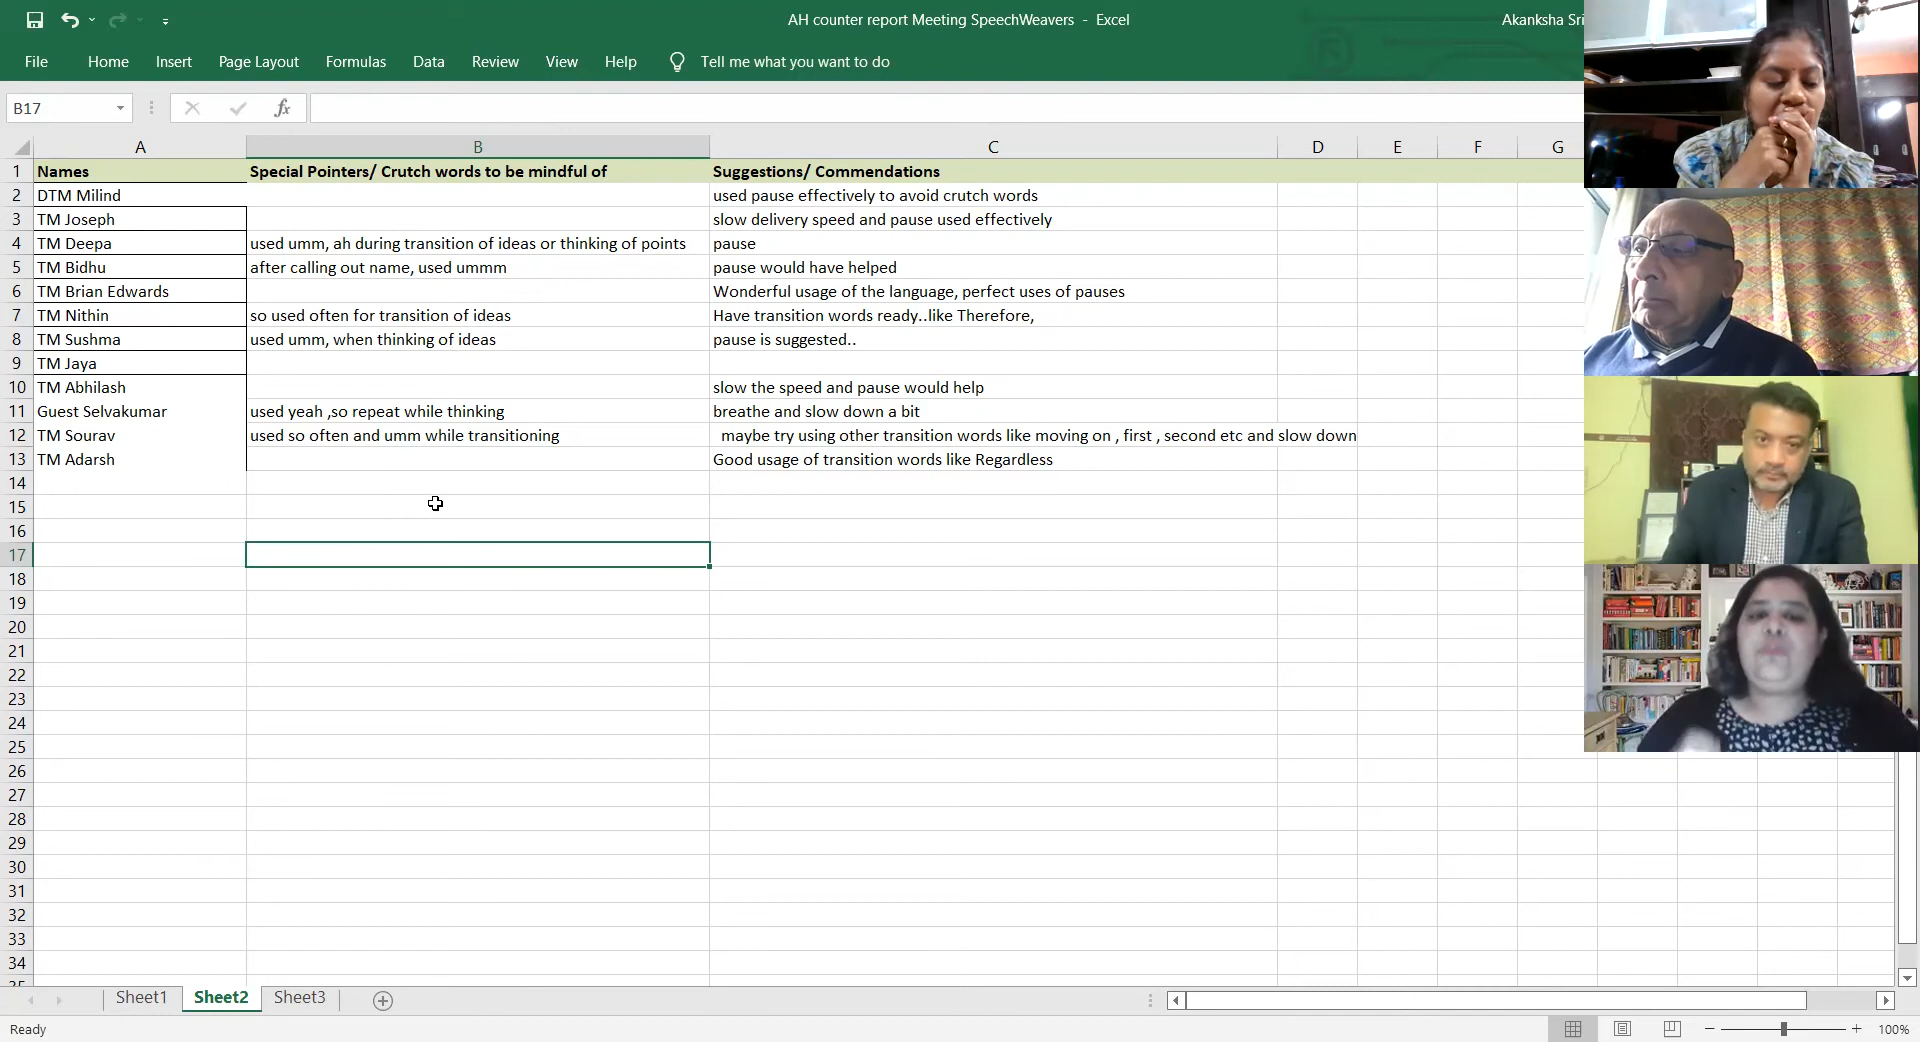 AH counter report Meeting SpeechWeavers - Excel
Akanksha Sri
File Home Insert Page Layout Formulas Data Review View Help Tell me what you want to do
B17 fx
A B C D E F G
1 Names Special Pointers/ Crutch words to be mindful of Suggestions/ Commendations
2 DTM Milind used pause effectively to avoid crutch words
3 TM Joseph slow delivery speed and pause used effectively
4 TM Deepa used umm, ah during transition of ideas or thinking of points pause
5 TM Bidhu after calling out name, used ummm pause would have helped
6 TM Brian Edwards Wonderful usage of the language, perfect uses of pauses
7 TM Nithin so used often for transition of ideas Have transition words ready..like Therefore,
8 TM Sushma used umm, when thinking of ideas pause is suggested..
9 TM Jaya
10 TM Abhilash slow the speed and pause would help
11 Guest Selvakumar used yeah ,so repeat while thinking breathe and slow down a bit
12 TM Sourav used so often and umm while transitioning maybe try using other transition words like moving on , first , second etc and slow down
13 TM Adarsh Good usage of transition words like Regardless
14
15
16
17
18
19
20
21
22
23
24
25
26
27
28
29
30
31
32
33
34
35
Sheet1 Sheet2 Sheet3
Ready 100%